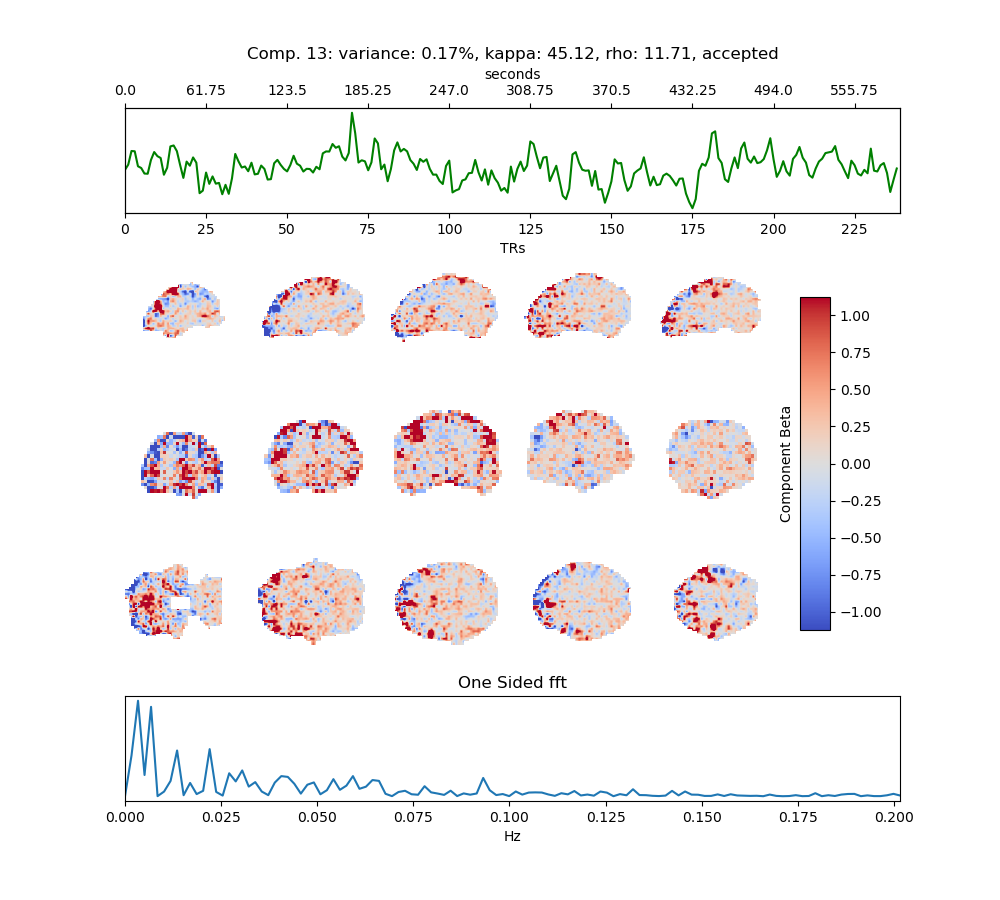 Comp. 13: variance: 0.17%, kappa: 45.12, rho: 11.71, accepted
seconds
0.0 61.75 123.5 185.25 247.0 308.75 370.5 432.25 494.0 555.75
0 25 50 75 100 125 150 175 200 225
TRs
1.00
0.75
0.50
0.25
0.00
−0.25
−0.50
−0.75
−1.00
Component Beta
One Sided fft
0.000 0.025 0.050 0.075 0.100 0.125 0.150 0.175 0.200
Hz